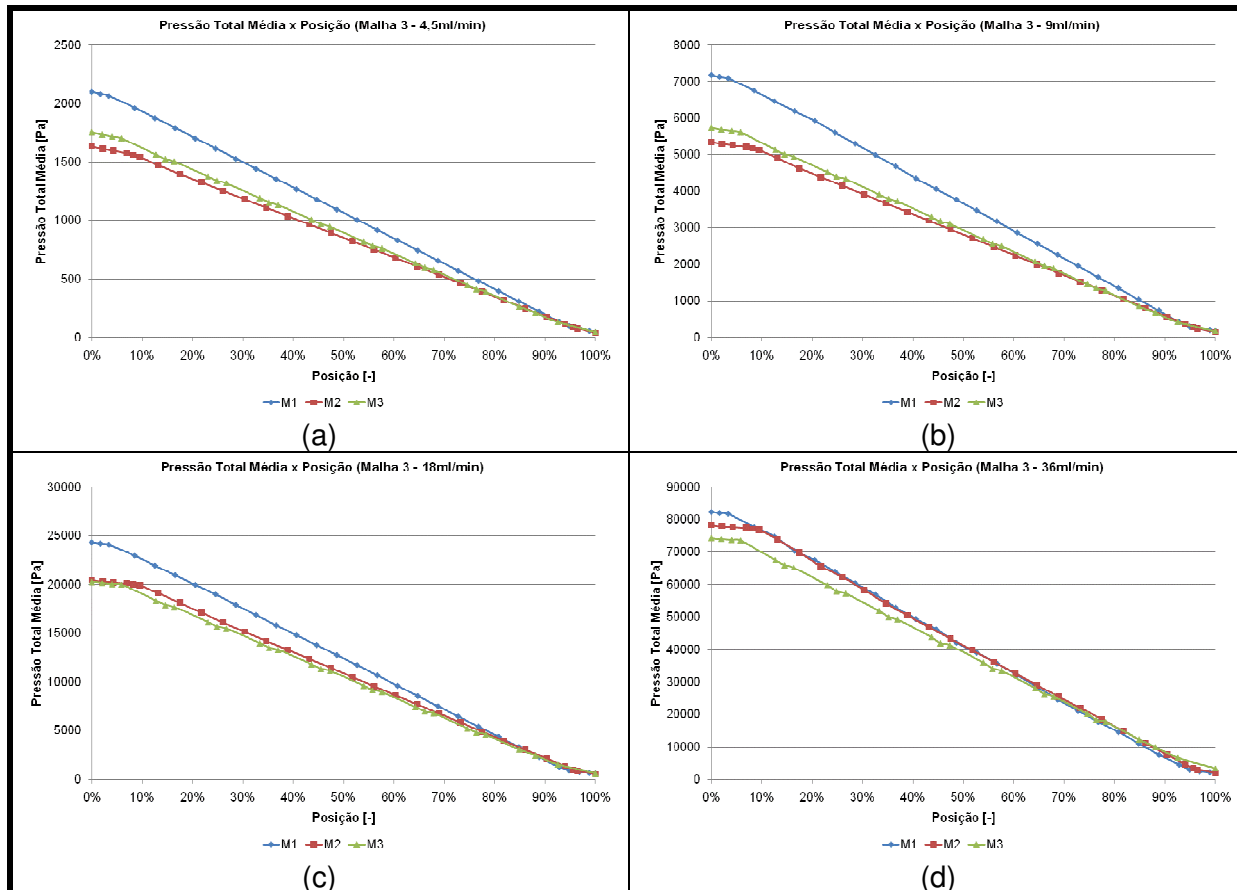 Pressão Total Média x Posição (Malha 3 - 4,5ml/min)
Pressão Total Média [Pa]
2500
2000
1500
1000
500
0
0% 10% 20% 30% 40% 50% 60% 70% 80% 90% 100%
Posição [-]
M1 M2 M3
(a)
Pressão Total Média x Posição (Malha 3 - 9ml/min)
Pressão Total Média [Pa]
8000
7000
6000
5000
4000
3000
2000
1000
0
0% 10% 20% 30% 40% 50% 60% 70% 80% 90% 100%
Posição [-]
M1 M2 M3
(b)
Pressão Total Média x Posição (Malha 3 - 18ml/min)
Pressão Total Média [Pa]
30000
25000
20000
15000
10000
5000
0
0% 10% 20% 30% 40% 50% 60% 70% 80% 90% 100%
Posição [-]
M1 M2 M3
(c)
Pressão Total Média x Posição (Malha 3 - 36ml/min)
Pressão Total Média [Pa]
90000
80000
70000
60000
50000
40000
30000
20000
10000
0
0% 10% 20% 30% 40% 50% 60% 70% 80% 90% 100%
Posição [-]
M1 M2 M3
(d)